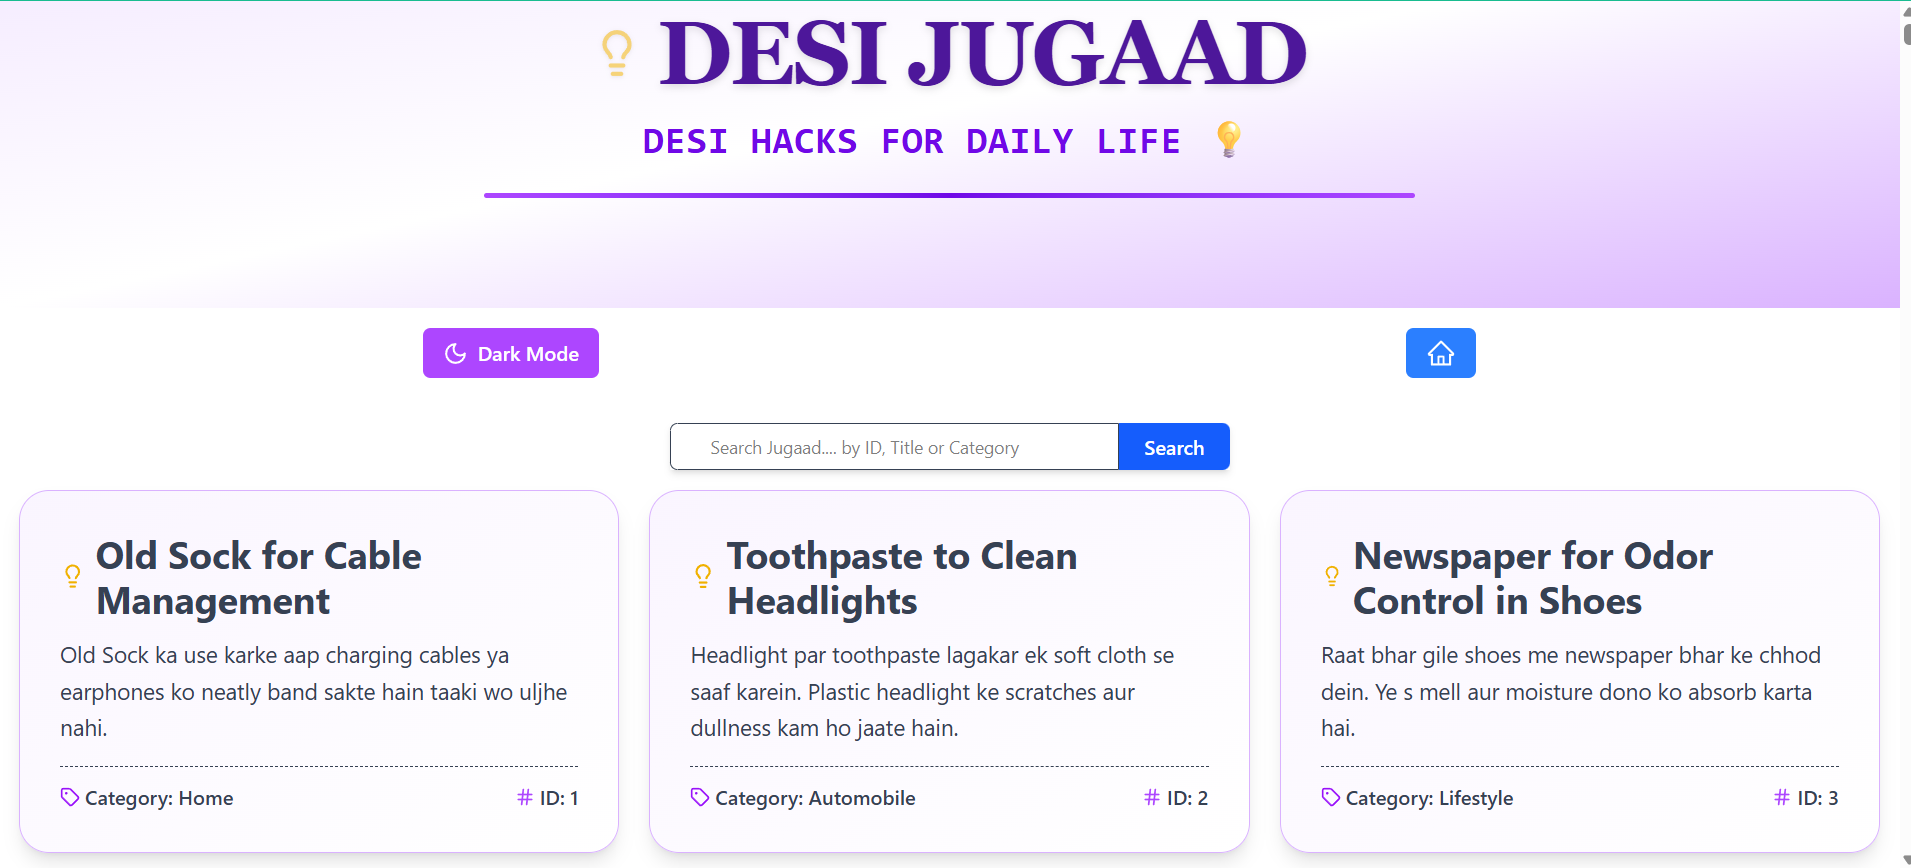 DESI JUGAAD
DESI HACKS FOR DAILY LIFE 💡
Dark Mode
Search Jugaad.... by ID, Title or Category
Search
Old Sock for Cable
Management
Old Sock ka use karke aap charging cables ya
earphones ko neatly band sakte hain taaki wo uljhe
nahi.
Category: Home
# ID: 1
Toothpaste to Clean
Headlights
Headlight par toothpaste lagakar ek soft cloth se
saaf karein. Plastic headlight ke scratches aur
dullness kam ho jaate hain.
Category: Automobile
# ID: 2
Newspaper for Odor
Control in Shoes
Raat bhar gile shoes me newspaper bhar ke chhod
dein. Ye s mell aur moisture dono ko absorb karta
hai.
Category: Lifestyle
# ID: 3